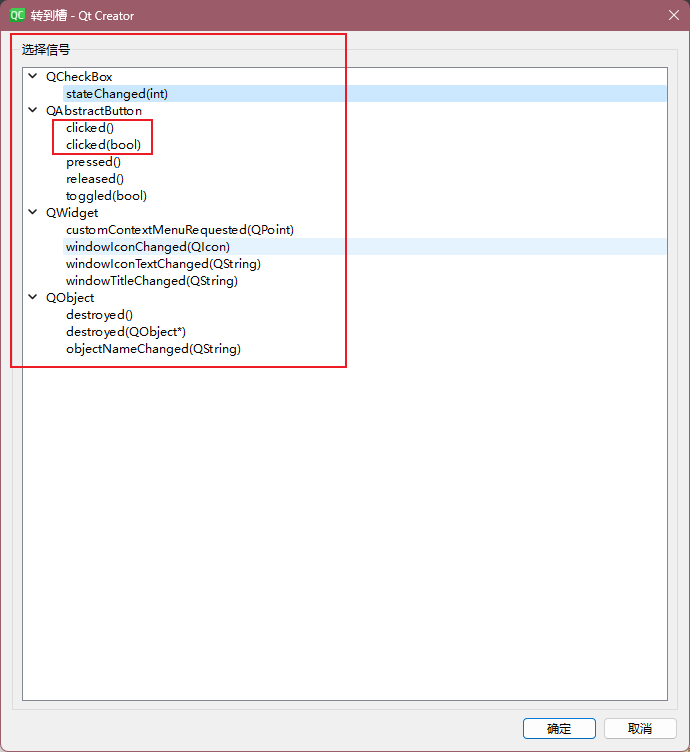 QC 转到槽 - Qt Creator
选择信号
QCheckBox
stateChanged(int)
QAbstractButton
clicked()
clicked(bool)
pressed()
released()
toggled(bool)
QWidget
customContextMenuRequested(QPoint)
windowIconChanged(QIcon)
windowIconTextChanged(QString)
windowTitleChanged(QString)
QObject
destroyed()
destroyed(QObject*)
objectNameChanged(QString)
确定 取消